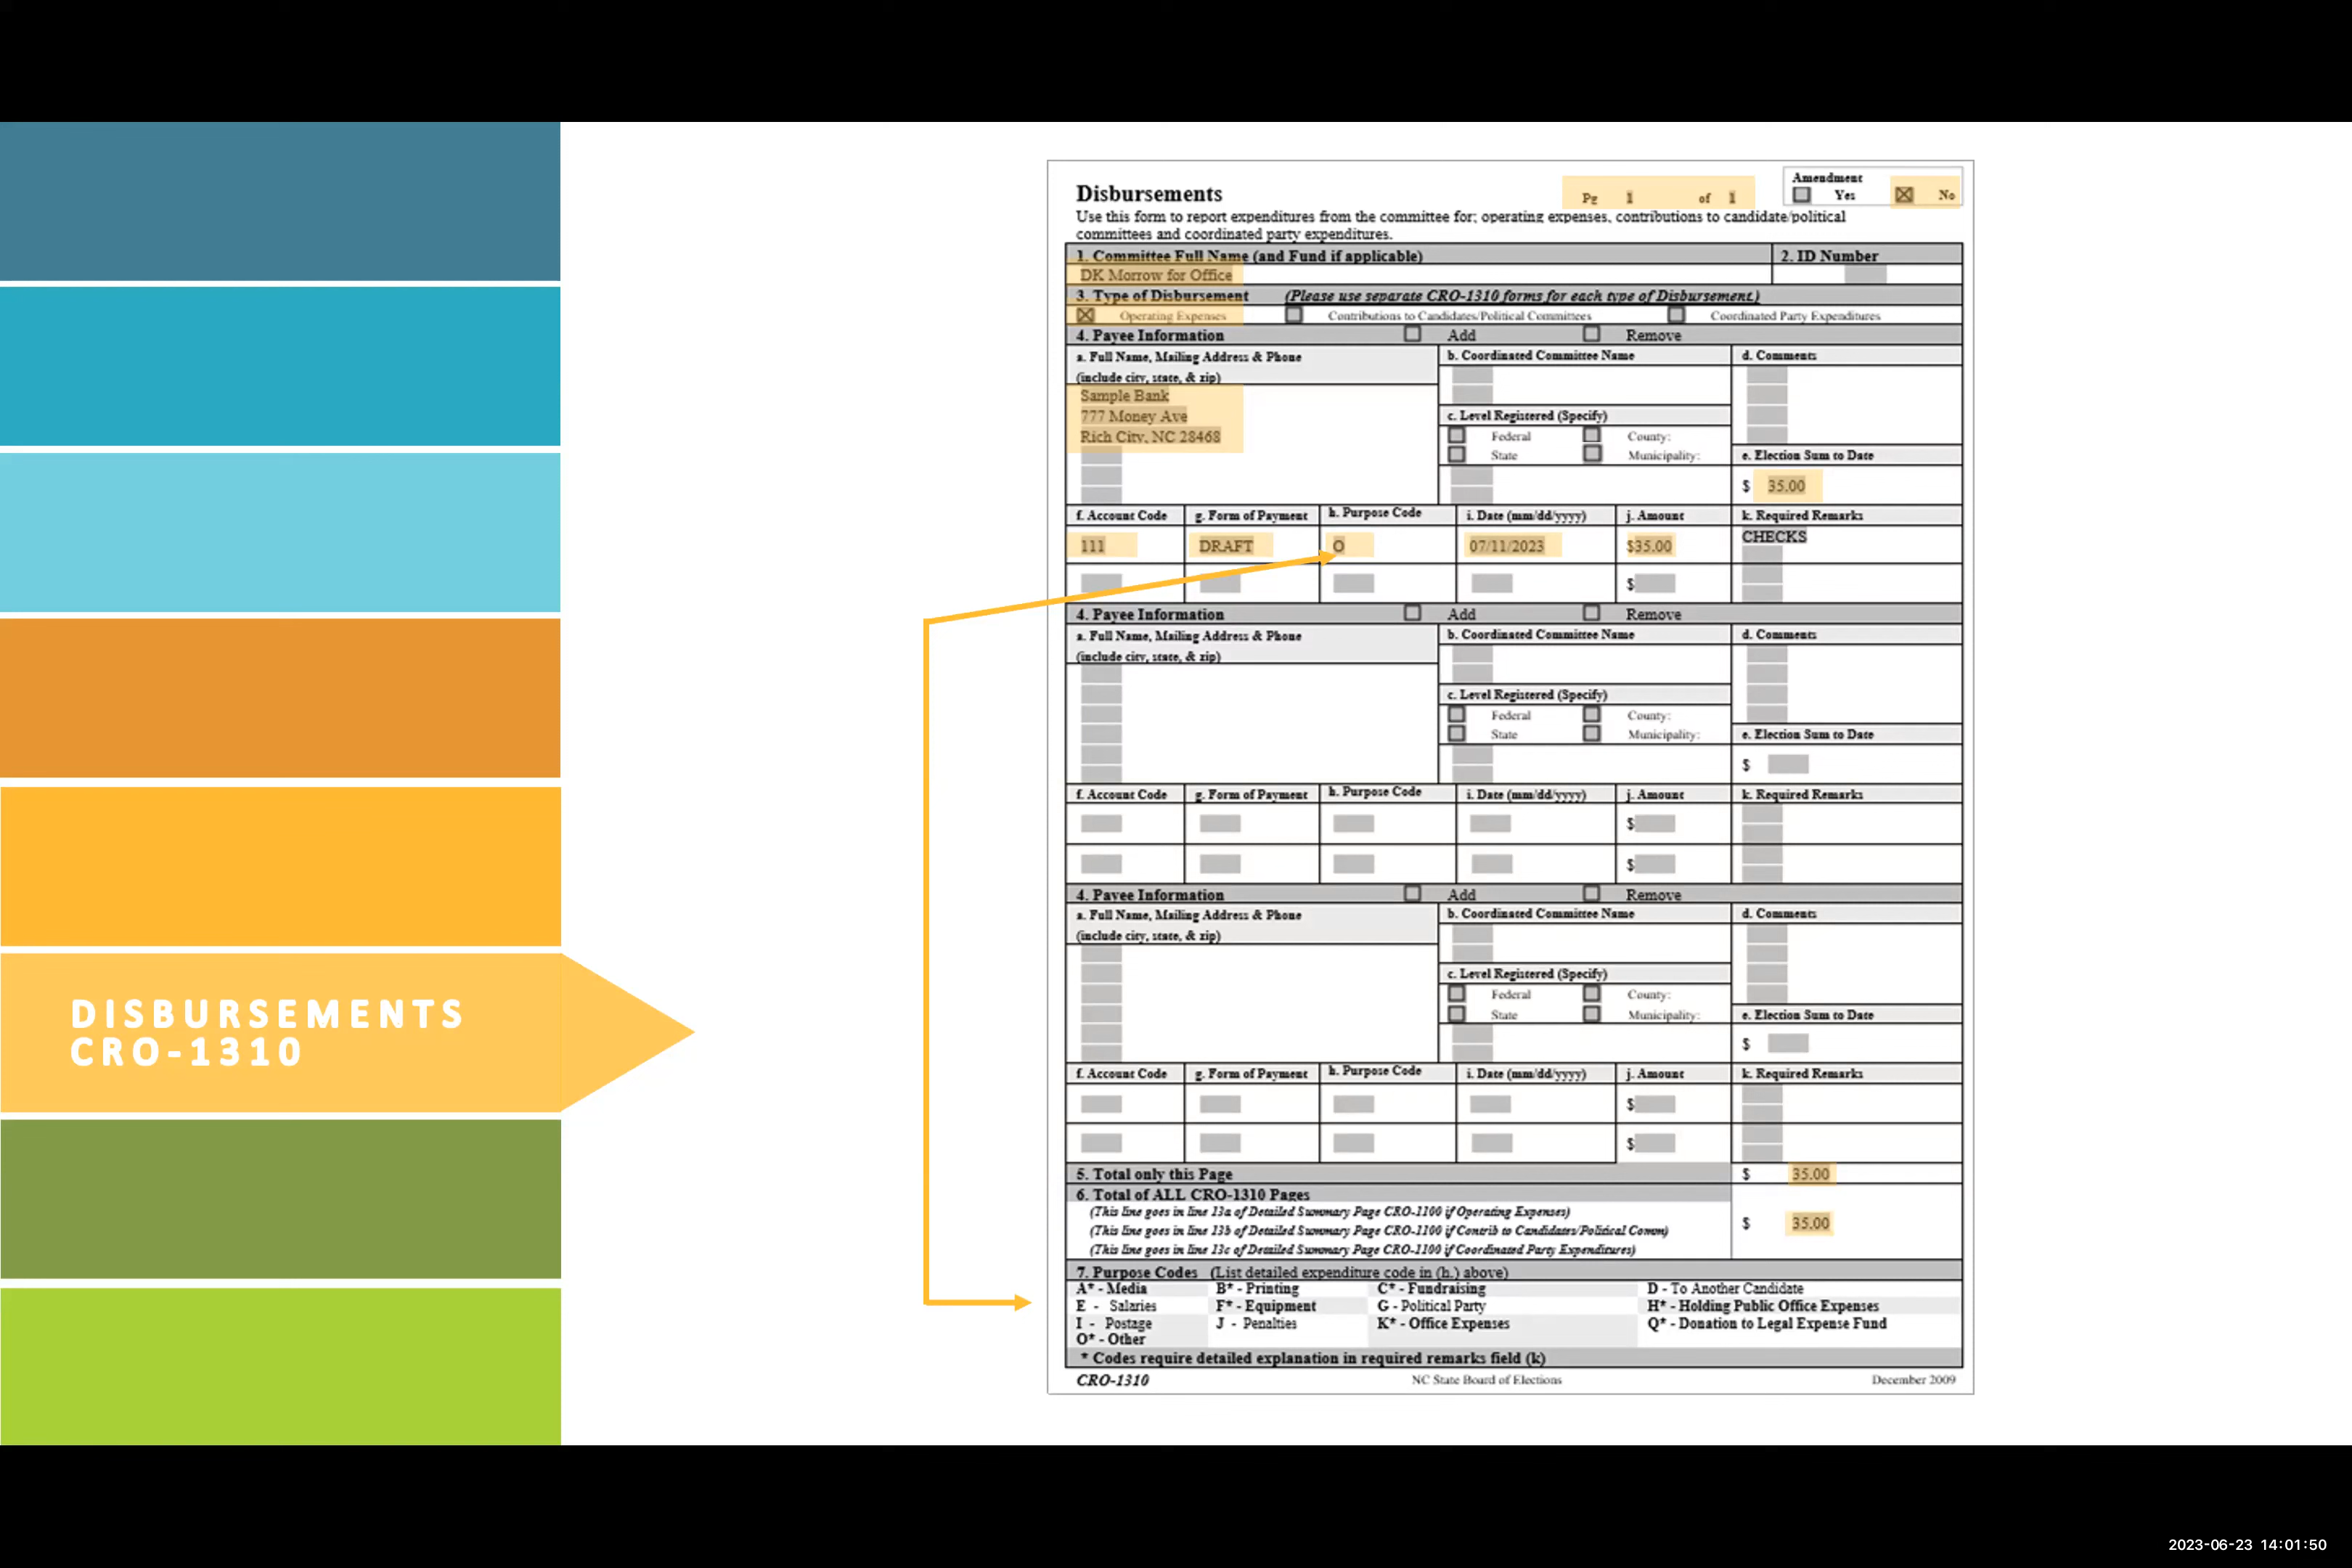 DISBURSEMENTS
CRO-1310
Disbursements
Pg 1 of 1
Amendment
Yes No
Use this form to report expenditures from the committee for; operating expenses, contributions to candidate/political
committees and coordinated party expenditures.
1. Committee Full Name (and Fund if applicable) 2. ID Number
DK Morrow for Office
3. Type of Disbursement (Please use separate CRO-1310 forms for each type of Disbursement.)
Operating Expenses Contributions to Candidates/Political Committees Coordinated Party Expenditures
4. Payee Information Add Remove
a. Full Name, Mailing Address & Phone b. Coordinated Committee Name d. Comments
(include city, state, & zip)
Sample Bank
777 Money Ave c. Level Registered (Specify)
Rich City, NC 28468 Federal County:
State Municipality: e. Election Sum to Date
$ 35.00
f. Account Code g. Form of Payment h. Purpose Code i. Date (mm/dd/yyyy) j. Amount k. Required Remarks
111 DRAFT O 07/11/2023 $35.00 CHECKS
$
4. Payee Information Add Remove
a. Full Name, Mailing Address & Phone b. Coordinated Committee Name d. Comments
(include city, state, & zip)
c. Level Registered (Specify)
Federal County:
State Municipality: e. Election Sum to Date
$
f. Account Code g. Form of Payment h. Purpose Code i. Date (mm/dd/yyyy) j. Amount k. Required Remarks
$
$
4. Payee Information Add Remove
a. Full Name, Mailing Address & Phone b. Coordinated Committee Name d. Comments
(include city, state, & zip)
c. Level Registered (Specify)
Federal County:
State Municipality: e. Election Sum to Date
$
f. Account Code g. Form of Payment h. Purpose Code i. Date (mm/dd/yyyy) j. Amount k. Required Remarks
$
$
5. Total only this Page $ 35.00
6. Total of ALL CRO-1310 Pages
(This line goes in line 13a of Detailed Summary Page CRO-1100 if Operating Expenses)
(This line goes in line 13b of Detailed Summary Page CRO-1100 if Contrib to Candidates/Political Comm) $ 35.00
(This line goes in line 13c of Detailed Summary Page CRO-1100 if Coordinated Party Expenditures)
7. Purpose Codes (List detailed expenditure code in (h.) above)
A* - Media B* - Printing C* - Fundraising D - To Another Candidate
E - Salaries F* - Equipment G - Political Party H* - Holding Public Office Expenses
I - Postage J - Penalties K* - Office Expenses Q* - Donation to Legal Expense Fund
O* - Other
* Codes require detailed explanation in required remarks field (k)
CRO-1310 NC State Board of Elections December 2009
2023-06-23 14:01:50